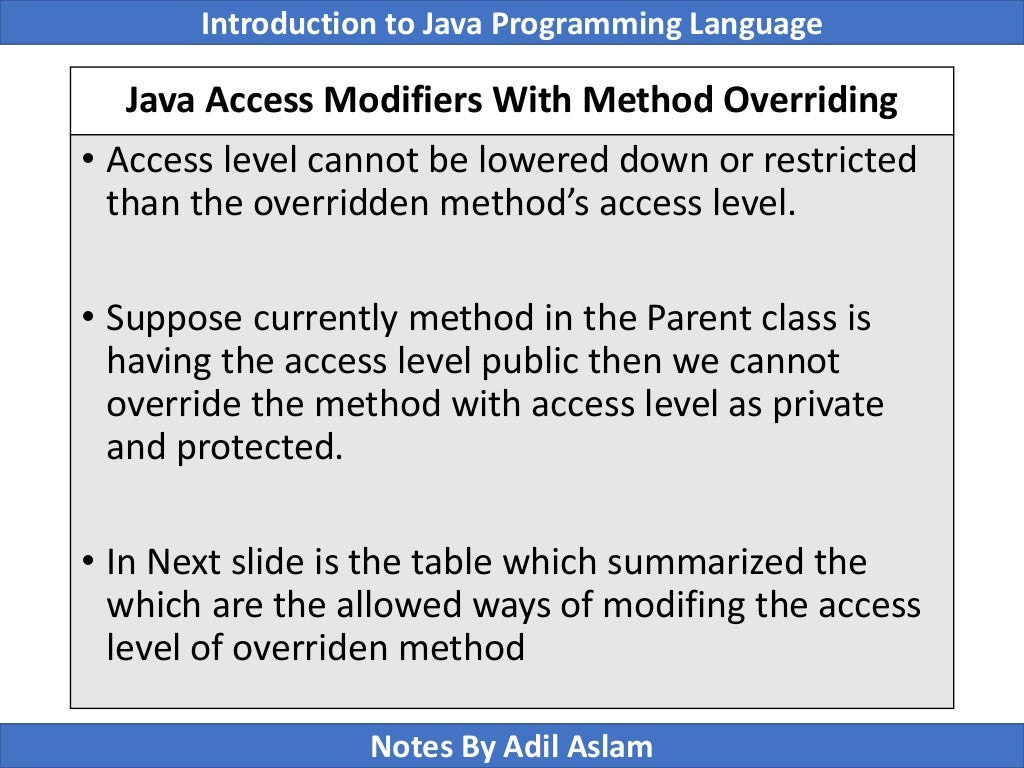 Introduction to Java Programming Language
Java Access Modifiers With Method Overriding
• Access level cannot be lowered down or restricted
than the overridden method’s access level.
• Suppose currently method in the Parent class is
having the access level public then we cannot
override the method with access level as private
and protected.
• In Next slide is the table which summarized the
which are the allowed ways of modifing the access
level of overriden method
Notes By Adil Aslam